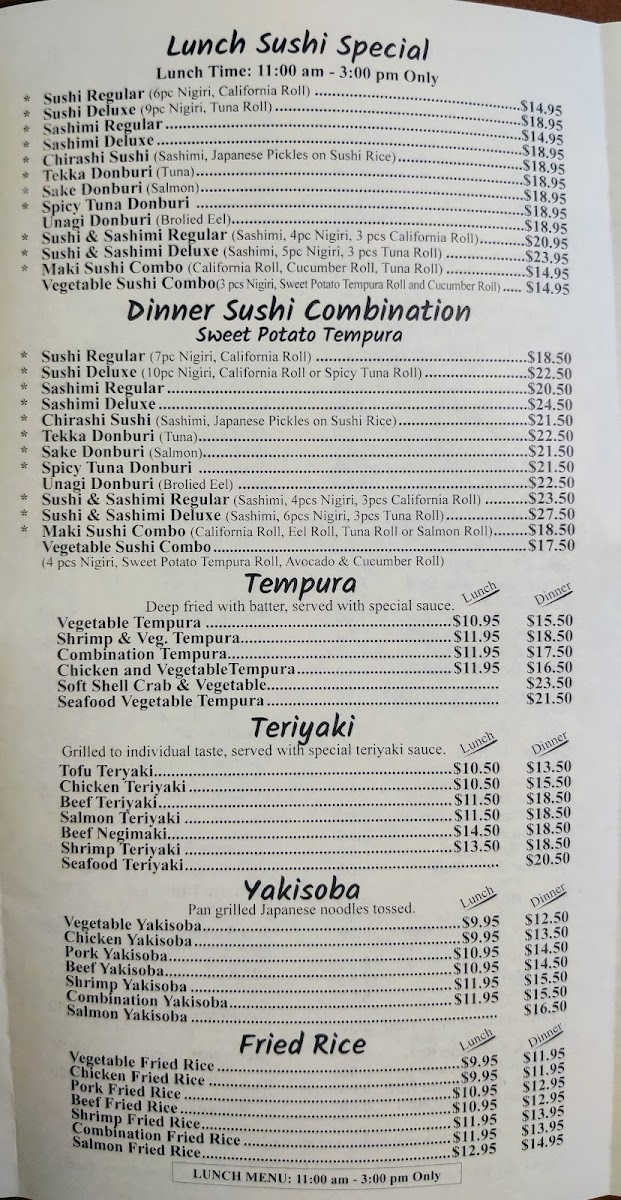 Lunch Sushi Special
Lunch Time: 11:00 am - 3:00 pm Only
* Sushi Regular (6pc Nigiri, California Roll) ........ $14.95
* Sushi Deluxe (9pc Nigiri, Tuna Roll) ........ $18.95
* Sashimi Regular ........ $14.95
* Sashimi Deluxe ........ $18.95
* Chirashi Sushi (Sashimi, Japanese Pickles on Sushi Rice) ........ $18.95
* Tekka Donburi (Tuna) ........ $18.95
* Sake Donburi (Salmon) ........ $18.95
* Spicy Tuna Donburi ........ $18.95
Unagi Donburi (Brolied Eel) ........ $18.95
* Sushi & Sashimi Regular (Sashimi, 4pc Nigiri, 3 pcs California Roll) ........ $20.95
* Sushi & Sashimi Deluxe (Sashimi, 5pc Nigiri, 3 pcs Tuna Roll) ........ $23.95
* Maki Sushi Combo (California Roll, Cucumber Roll, Tuna Roll) ........ $14.95
Vegetable Sushi Combo(3 pcs Nigiri, Sweet Potato Tempura Roll and Cucumber Roll) ..... $14.95
Dinner Sushi Combination
Sweet Potato Tempura
* Sushi Regular (7pc Nigiri, California Roll) ........ $18.50
* Sushi Deluxe (10pc Nigiri, California Roll or Spicy Tuna Roll) ........ $22.50
* Sashimi Regular ........ $20.50
* Sashimi Deluxe ........ $24.50
* Chirashi Sushi (Sashimi, Japanese Pickles on Sushi Rice) ........ $21.50
* Tekka Donburi (Tuna) ........ $22.50
* Sake Donburi (Salmon) ........ $21.50
* Spicy Tuna Donburi ........ $21.50
Unagi Donburi (Brolied Eel) ........ $22.50
* Sushi & Sashimi Regular (Sashimi, 4pcs Nigiri, 3pcs California Roll) ........ $23.50
* Sushi & Sashimi Deluxe (Sashimi, 6pcs Nigiri, 3pcs Tuna Roll) ........ $27.50
* Maki Sushi Combo (California Roll, Eel Roll, Tuna Roll or Salmon Roll) ........ $18.50
Vegetable Sushi Combo ........ $17.50
(4 pcs Nigiri, Sweet Potato Tempura Roll, Avocado & Cucumber Roll)
Tempura
Deep fried with batter, served with special sauce. Lunch Dinner
Vegetable Tempura ........ $10.95 $15.50
Shrimp & Veg. Tempura ........ $11.95 $18.50
Combination Tempura ........ $11.95 $17.50
Chicken and VegetableTempura ........ $11.95 $16.50
Soft Shell Crab & Vegetable ........ $23.50
Seafood Vegetable Tempura ........ $21.50
Teriyaki
Grilled to individual taste, served with special teriyaki sauce. Lunch Dinner
Tofu Teryaki ........ $10.50 $13.50
Chicken Teriyaki ........ $10.50 $15.50
Beef Teriyaki ........ $11.50 $18.50
Salmon Teriyaki ........ $11.50 $18.50
Beef Negimaki ........ $14.50 $18.50
Shrimp Teriyaki ........ $13.50 $18.50
Seafood Teriyaki ........ $20.50
Yakisoba
Pan grilled Japanese noodles tossed. Lunch Dinner
Vegetable Yakisoba ........ $9.95 $12.50
Chicken Yakisoba ........ $9.95 $13.50
Pork Yakisoba ........ $10.95 $14.50
Beef Yakisoba ........ $10.95 $14.50
Shrimp Yakisoba ........ $11.95 $15.50
Combination Yakisoba ........ $11.95 $15.50
Salmon Yakisoba ........ $16.50
Fried Rice Lunch Dinner
Vegetable Fried Rice ........ $9.95 $11.95
Chicken Fried Rice ........ $9.95 $11.95
Pork Fried Rice ........ $10.95 $12.95
Beef Fried Rice ........ $10.95 $12.95
Shrimp Fried Rice ........ $11.95 $13.95
Combination Fried Rice ........ $11.95 $13.95
Salmon Fried Rice ........ $12.95 $14.95
LUNCH MENU: 11:00 am - 3:00 pm Only